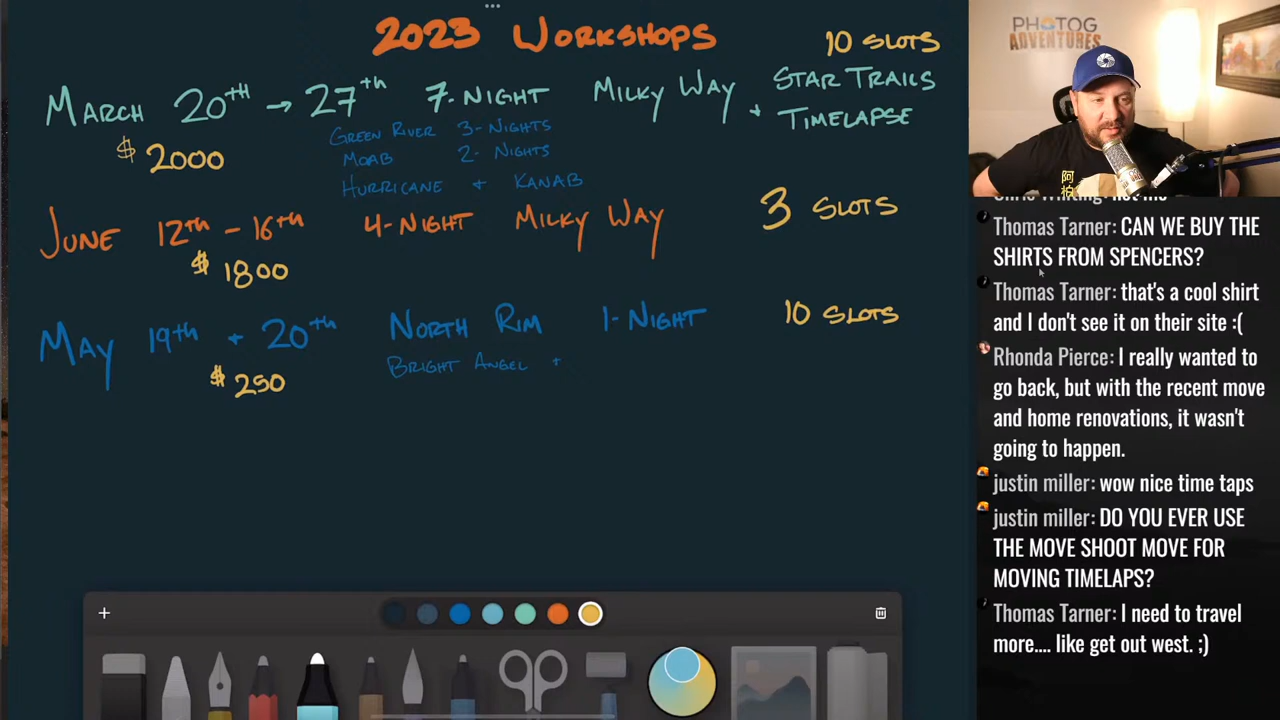 2023 WORKSHOPS
10 SLOTS
MARCH 20TH → 27TH 7-NIGHT MILKY WAY + STAR TRAILS
TIMELAPSE
$2000
GREEN RIVER 3-NIGHTS
MOAB 2-NIGHTS
HURRICANE + KANAB
JUNE 12TH - 16TH 4-NIGHT MILKY WAY 3 SLOTS
$1800
MAY 19TH + 20TH NORTH RIM 1-NIGHT 10 SLOTS
BRIGHT ANGEL +
$250
PHOTOG
ADVENTURES
阿
柏
Thomas Tarner: CAN WE BUY THE
SHIRTS FROM SPENCERS?
Thomas Tarner: that's a cool shirt
and I don't see it on their site :(
Rhonda Pierce: I really wanted to
go back, but with the recent move
and home renovations, it wasn't
going to happen.
justin miller: wow nice time taps
justin miller: DO YOU EVER USE
THE MOVE SHOOT MOVE FOR
MOVING TIMELAPS?
Thomas Tarner: I need to travel
more.... like get out west. ;)